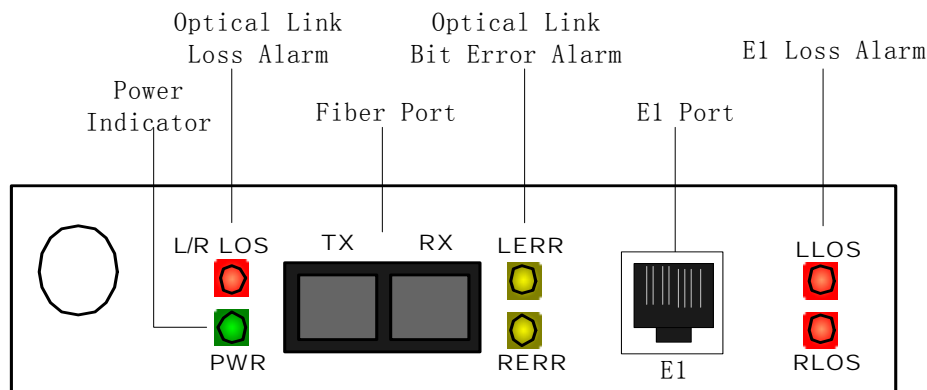 Optical Link
Loss Alarm
Optical Link
Bit Error Alarm
E1 Loss Alarm
Power
Indicator
Fiber Port
E1 Port
L/R LOS
TX
RX
LERR
LLOS
PWR
RERR
E1
RLOS